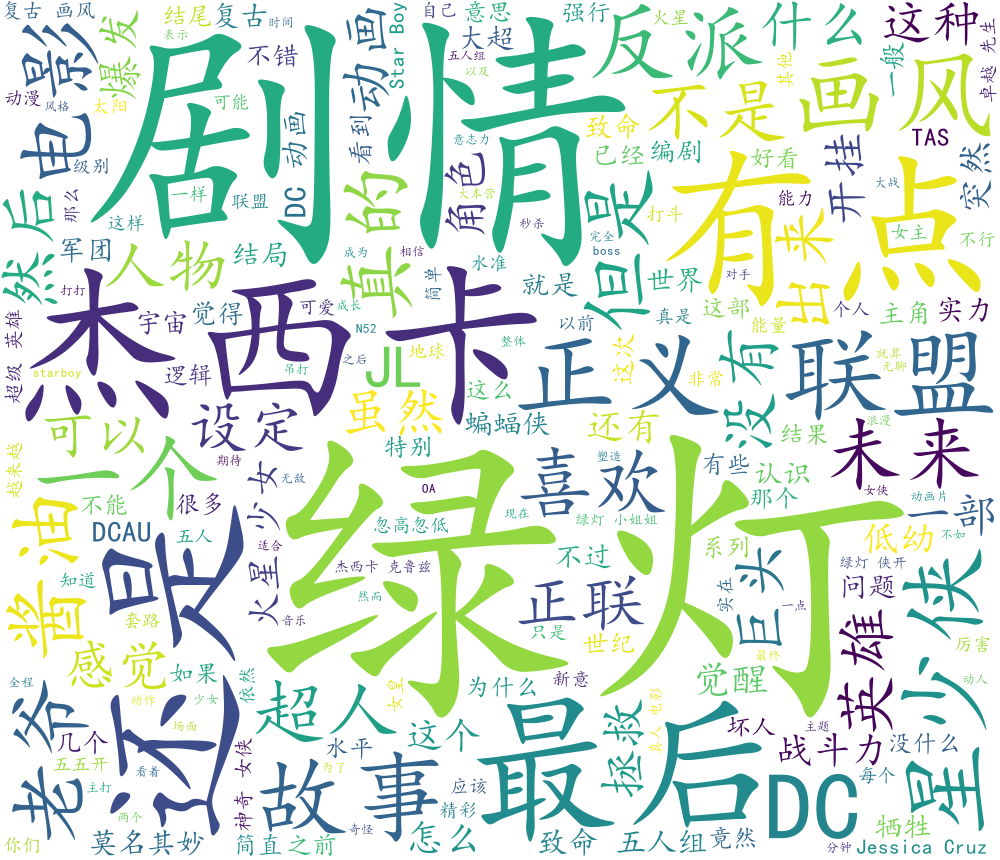 复古 画风
结尾
复古
时间
表示
自己
意思
强行
火星
什么
这种
先生
卓越
电影
爆发
不错
剧情
动画
Star Boy
大超
五人组
以及
反派
其他
一般
画风
TAS
动漫
风格
太阳
级别
可能
动画
看到
意志力
致命
不是
已经
编剧
好看
开挂
突然
然后
那么
一样
联盟
DC
真的
角色
大本营
秒杀
但是
打斗
有点
能力
大战
女主
不行
这样
军团
人物
结局
成为
相信
水准
完全
boss
就是
世界
出来
对手
打打
英雄
超级
杰西卡
宇宙
觉得
可爱
成长
简单
N52
整体
以前
真是
这部
能量
个人
主角
实力
starboy
逻辑
吊打
之后
JL
地球
这么
正义联盟
这次
非常
没有
就算
无聊
可以
设定
虽然
特别
蝙蝠侠
还有
结果
浪漫
未来
越来越
一个
期待
少女
无敌
绿灯
OA
喜欢
塑造
有些
认识
那个
女侠
动画片
一部
酱油
不能
很多
DCAU
五人
还是
火星
适合
忽高忽低
现在
绿灯 小姐姐
不过
系列
低幼
不如
知道
套路
音乐
杰西卡 克鲁兹
然而
正联
只是
世纪
实在
巨头
一点
绿灯 侠开
问题
英雄
少侠
厉害
感觉
如果
依然
女皇
为什么
新意
觉醒
最终
动人
全程
老爷
几个
五五开
动作
少女
场面
看着
主打
两个
超人
水平
为了
这个
最后
拯救
真人 电影
坏人
主题
战斗力
没什么
星
你们
莫名其妙
神奇 女侠
简直
之前
故事
奇怪
怎么
应该
精彩
致命
五人组
竟然
DC
每个
牺牲
分钟
Jessica Cruz